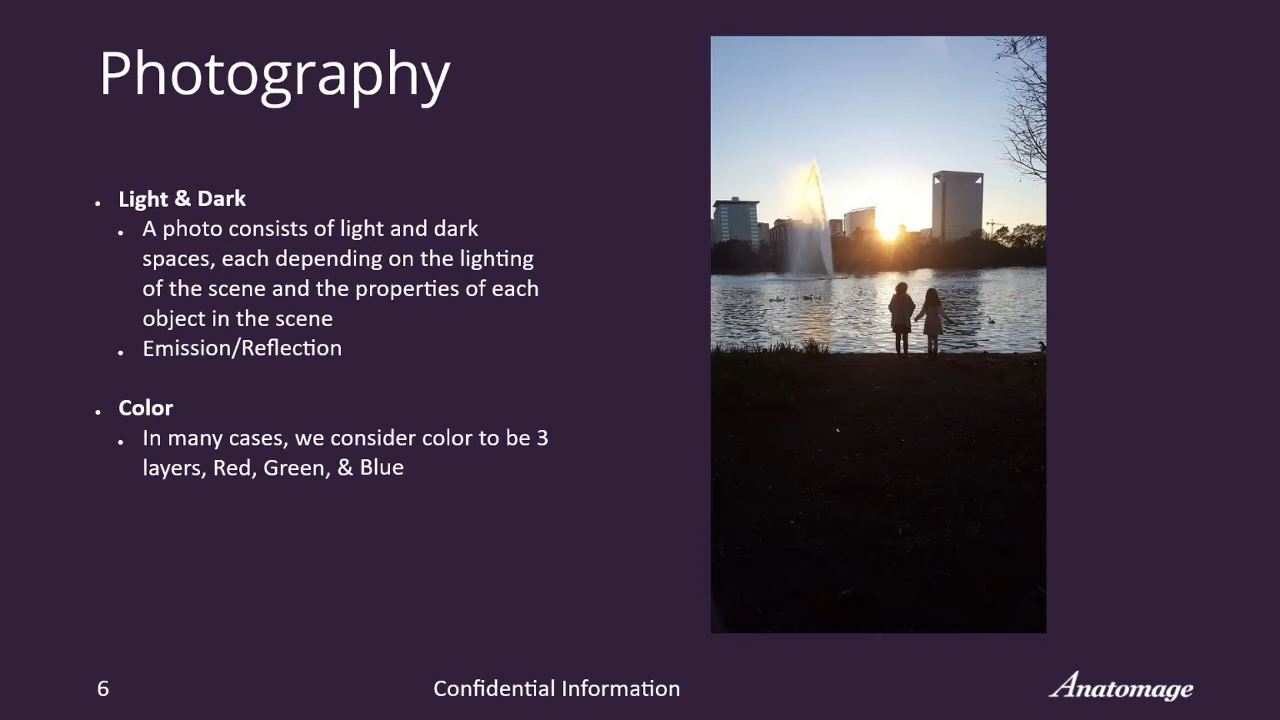 Photography
Light & Dark
A photo consists of light and dark
spaces, each depending on the lighting
of the scene and the properties of each
object in the scene
Emission/Reflection
Color
In many cases, we consider color to be 3
layers, Red, Green, & Blue
6
Confidential Information
Anatomage